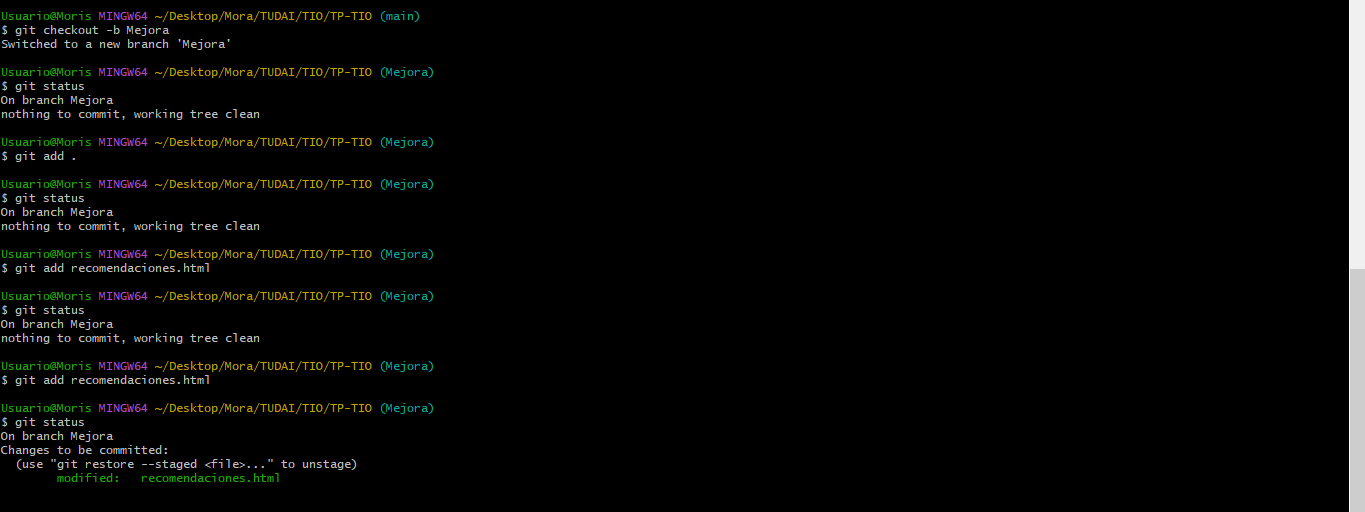 Usuario@Moris MINGW64 ~/Desktop/Mora/TUDAI/TIO/TP-TIO (main)
$ git checkout -b Mejora
Switched to a new branch 'Mejora'
Usuario@Moris MINGW64 ~/Desktop/Mora/TUDAI/TIO/TP-TIO (Mejora)
$ git status
On branch Mejora
nothing to commit, working tree clean
Usuario@Moris MINGW64 ~/Desktop/Mora/TUDAI/TIO/TP-TIO (Mejora)
$ git add .
Usuario@Moris MINGW64 ~/Desktop/Mora/TUDAI/TIO/TP-TIO (Mejora)
$ git status
On branch Mejora
nothing to commit, working tree clean
Usuario@Moris MINGW64 ~/Desktop/Mora/TUDAI/TIO/TP-TIO (Mejora)
$ git add recomendaciones.html
Usuario@Moris MINGW64 ~/Desktop/Mora/TUDAI/TIO/TP-TIO (Mejora)
$ git status
On branch Mejora
nothing to commit, working tree clean
Usuario@Moris MINGW64 ~/Desktop/Mora/TUDAI/TIO/TP-TIO (Mejora)
$ git add recomendaciones.html
Usuario@Moris MINGW64 ~/Desktop/Mora/TUDAI/TIO/TP-TIO (Mejora)
$ git status
On branch Mejora
Changes to be committed:
(use "git restore --staged <file>..." to unstage)
modified: recomendaciones.html